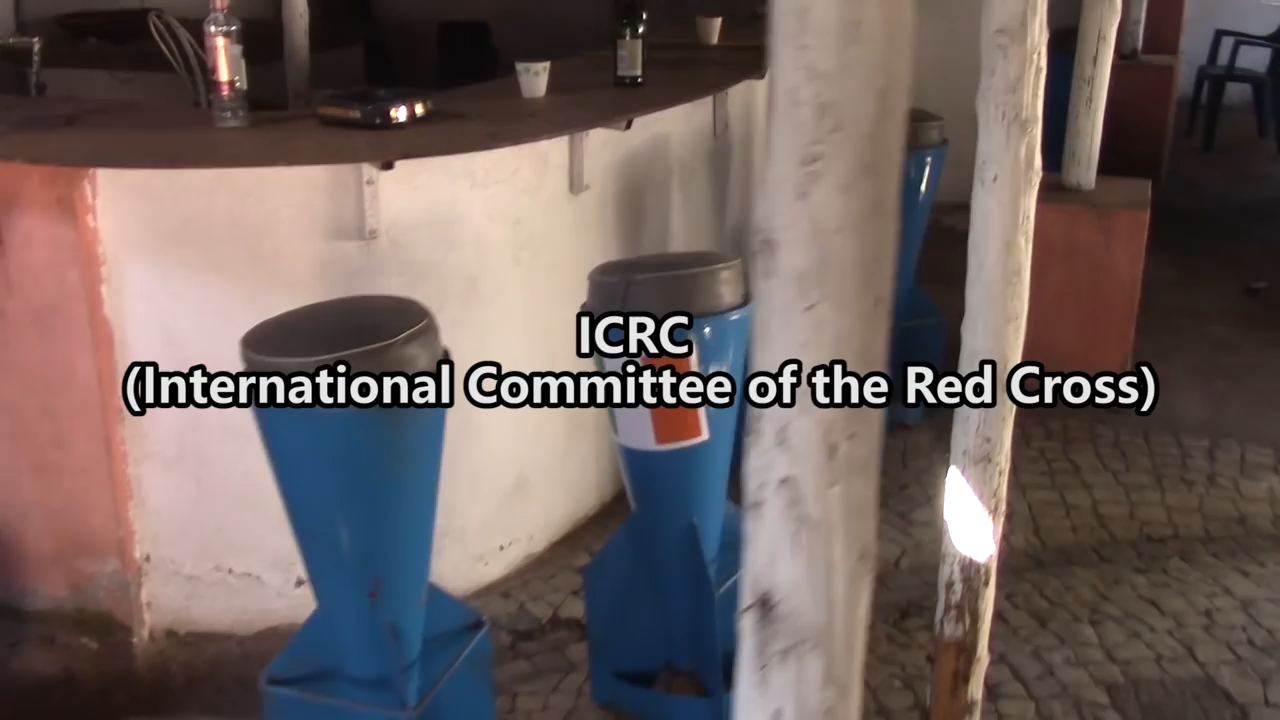 ICRC
(International Committee of the Red Cross)